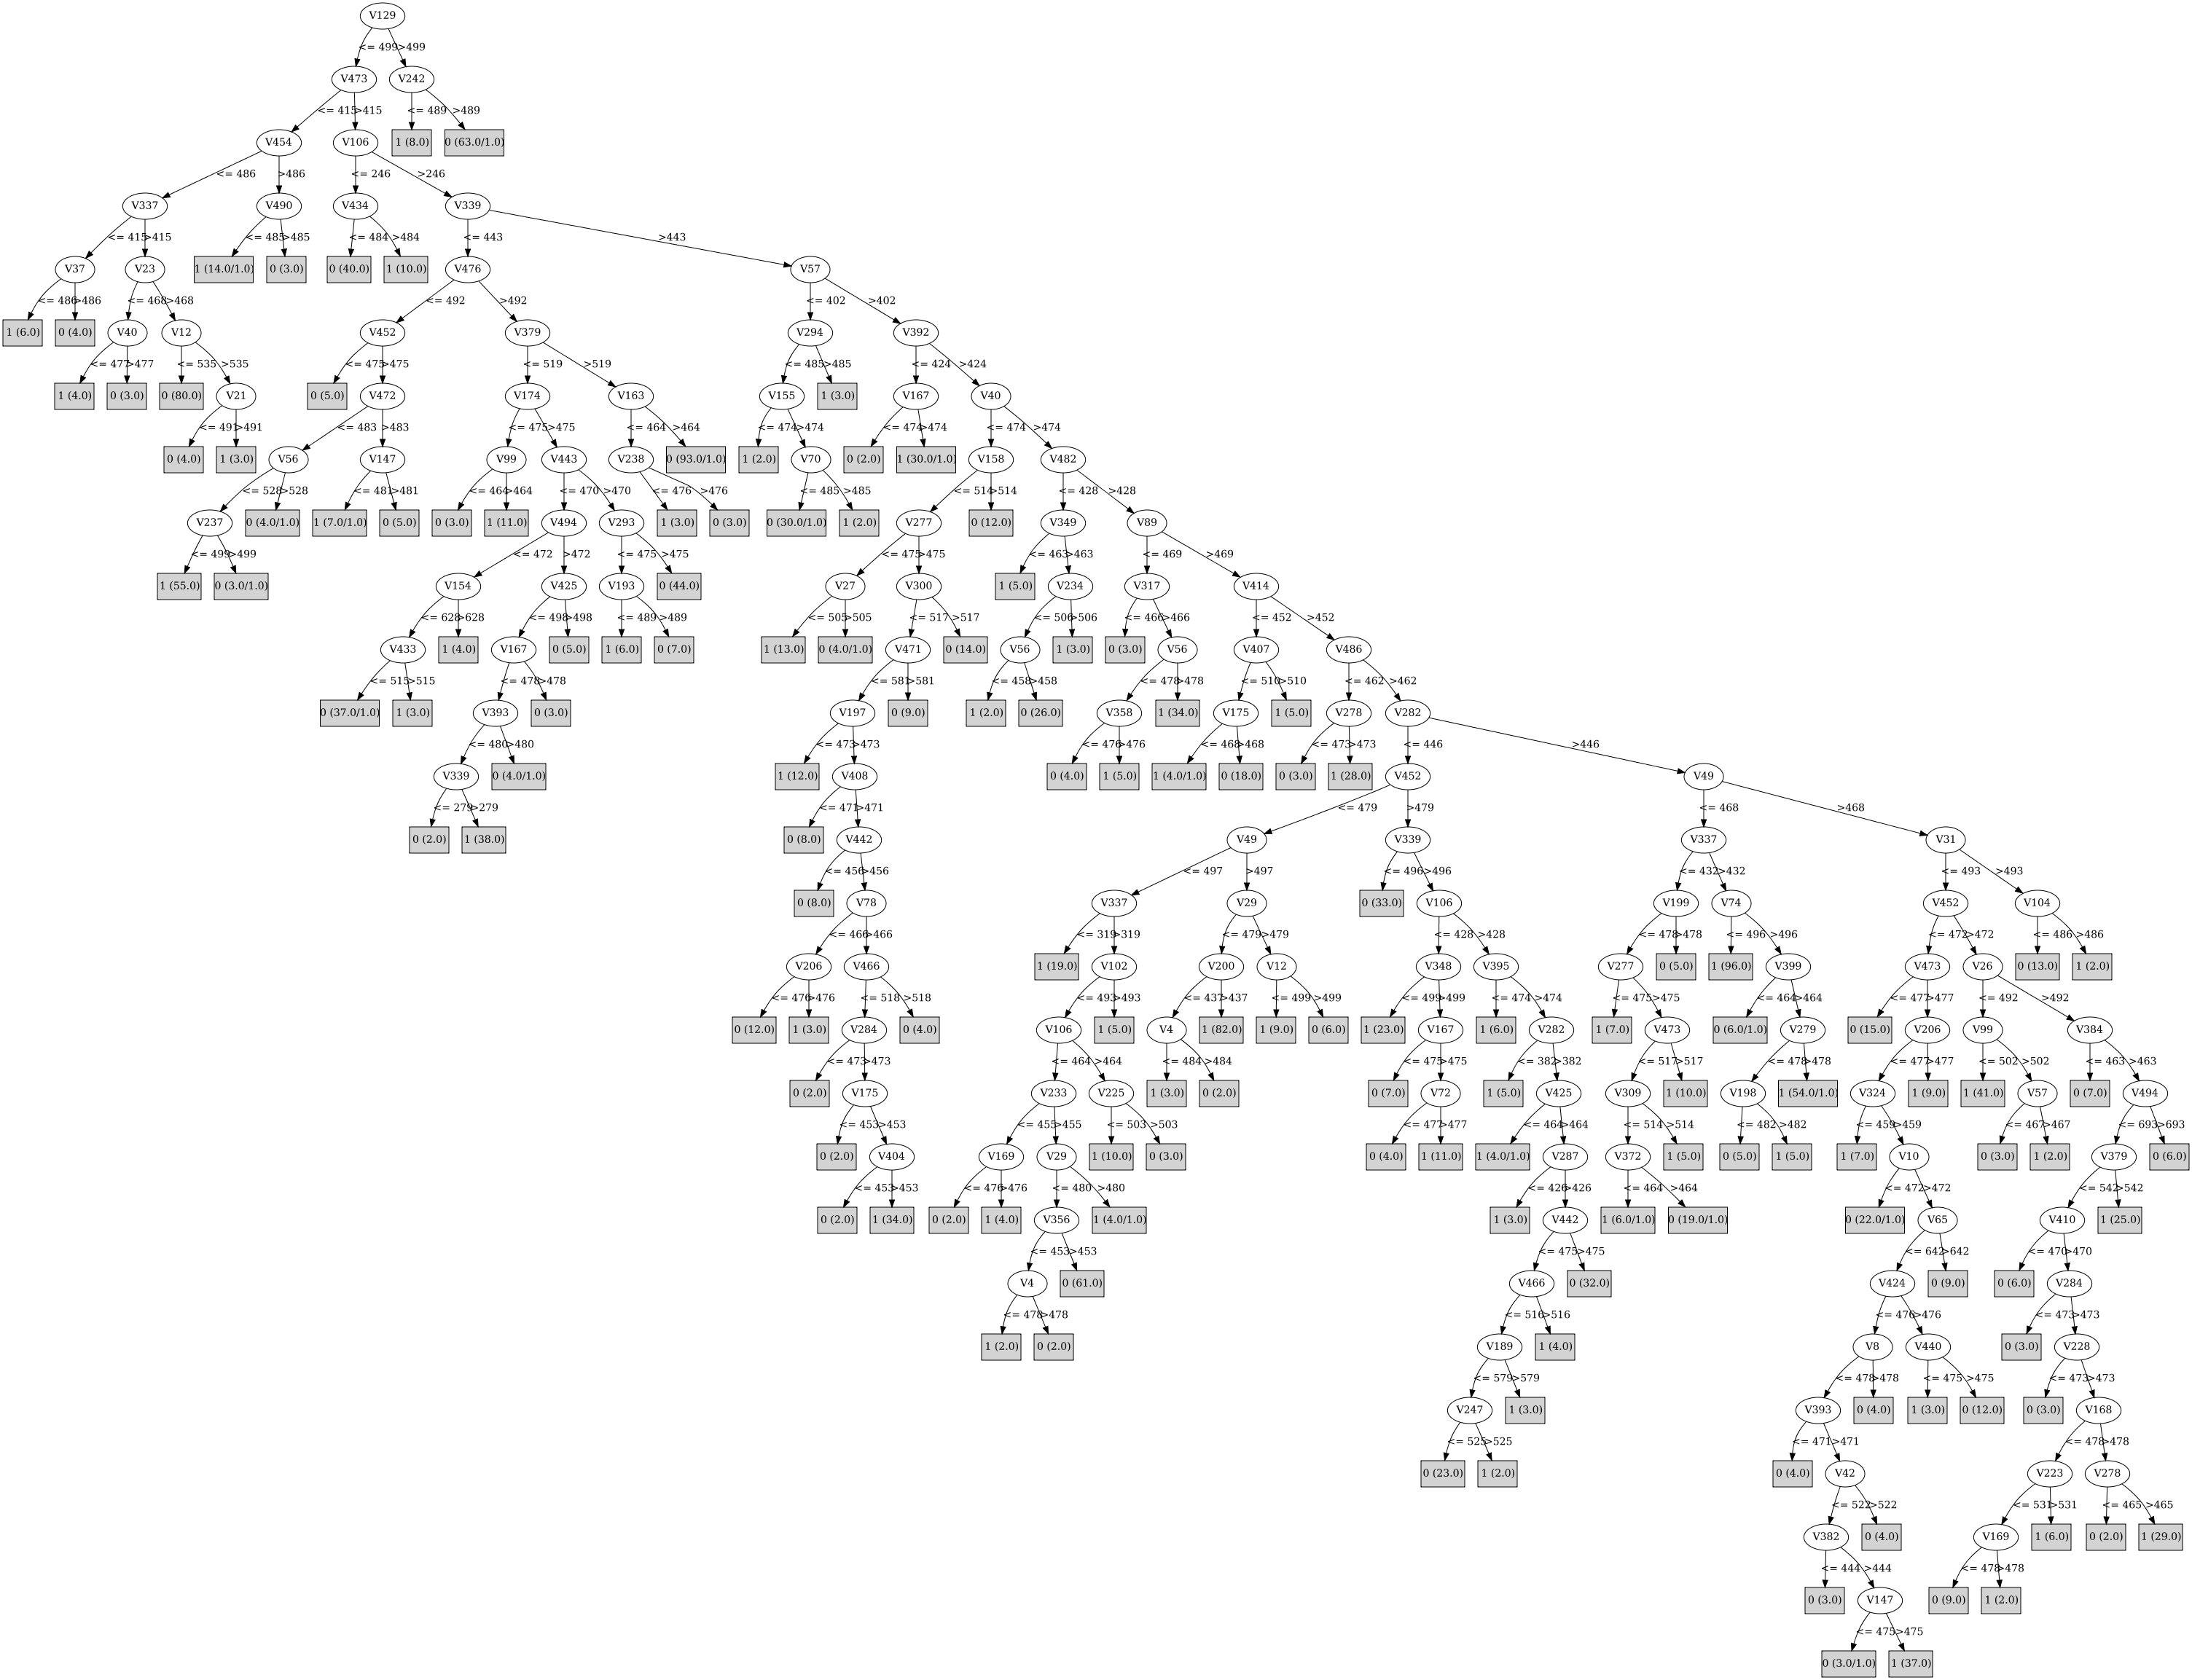 V129
<= 499 >499
V473 V242
<= 415 >415 <= 489 >489
V454 V106 1 (8.0) 0 (63.0/1.0)
<= 486 >486 <= 246 >246
V337 V490 V434 V339
<= 415 >415 <= 485 >485 <= 484 >484 <= 443 >443
V37 V23 1 (14.0/1.0) 0 (3.0) 0 (40.0) 1 (10.0) V476 V57
<= 486 >486 <= 468 >468 <= 492 >492 <= 402 >402
1 (6.0) 0 (4.0) V40 V12 V452 V379 V294 V392
<= 477 >477 <= 535 >535 <= 475 >475 <= 519 >519 <= 485 >485 <= 424 >424
1 (4.0) 0 (3.0) 0 (80.0) V21 0 (5.0) V472 V174 V163 V155 1 (3.0) V167 V40
<= 491 >491 <= 483 >483 <= 475 >475 <= 464 >464 <= 474 >474 <= 474 >474 <= 474 >474
0 (4.0) 1 (3.0) V56 V147 V99 V443 V238 0 (93.0/1.0) 1 (2.0) V70 0 (2.0) 1 (30.0/1.0) V158 V482
<= 528 >528 <= 481 >481 <= 464 >464 <= 470 >470 <= 476 >476 <= 485 >485 <= 514 >514 <= 428 >428
V237 0 (4.0/1.0) 1 (7.0/1.0) 0 (5.0) 0 (3.0) 1 (11.0) V494 V293 1 (3.0) 0 (3.0) 0 (30.0/1.0) 1 (2.0) V277 0 (12.0) V349 V89
<= 499 >499 <= 472 >472 <= 475 >475 <= 475 >475 <= 463 >463 <= 469 >469
1 (55.0) 0 (3.0/1.0) V154 V425 V193 0 (44.0) V27 V300 1 (5.0) V234 V317 V414
<= 628 >628 <= 498 >498 <= 489 >489 <= 505 >505 <= 517 >517 <= 506 >506 <= 466 >466 <= 452 >452
V433 1 (4.0) V167 0 (5.0) 1 (6.0) 0 (7.0) 1 (13.0) 0 (4.0/1.0) V471 0 (14.0) V56 1 (3.0) 0 (3.0) V56 V407 V486
<= 515 >515 <= 478 >478 <= 581 >581 <= 458 >458 <= 478 >478 <= 510 >510 <= 462 >462
0 (37.0/1.0) 1 (3.0) V393 0 (3.0) V197 0 (9.0) 1 (2.0) 0 (26.0) V358 1 (34.0) V175 1 (5.0) V278 V282
<= 480 >480 <= 473 >473 <= 476 >476 <= 468 >468 <= 473 >473 <= 446 >446
V339 0 (4.0/1.0) 1 (12.0) V408 0 (4.0) 1 (5.0) 1 (4.0/1.0) 0 (18.0) 0 (3.0) 1 (28.0) V452 V49
<= 279 >279 <= 471 >471 <= 479 >479 <= 468 >468
0 (2.0) 1 (38.0) 0 (8.0) V442 V49 V339 V337 V31
<= 456 >456 <= 497 >497 <= 496 >496 <= 432 >432 <= 493 >493
0 (8.0) V78 V337 V29 0 (33.0) V106 V199 V74 V452 V104
<= 466 >466 <= 319 >319 <= 479 >479 <= 428 >428 <= 478 >478 <= 496 >496 <= 472 >472 <= 486 >486
V206 V466 1 (19.0) V102 V200 V12 V348 V395 V277 0 (5.0) 1 (96.0) V399 V473 V26 0 (13.0) 1 (2.0)
<= 476 >476 <= 518 >518 <= 493 >493 <= 437 >437 <= 499 >499 <= 499 >499 <= 474 >474 <= 475 >475 <= 464 >464 <= 477 >477 <= 492 >492
0 (12.0) 1 (3.0) V284 0 (4.0) V106 1 (5.0) V4 1 (82.0) 1 (9.0) 0 (6.0) 1 (23.0) V167 1 (6.0) V282 1 (7.0) V473 0 (6.0/1.0) V279 0 (15.0) V206 V99 V384
<= 473 >473 <= 464 >464 <= 484 >484 <= 475 >475 <= 382 >382 <= 517 >517 <= 478 >478 <= 477 >477 <= 502 >502 <= 463 >463
0 (2.0) V175 V233 V225 1 (3.0) 0 (2.0) 0 (7.0) V72 1 (5.0) V425 V309 1 (10.0) V198 1 (54.0/1.0) V324 1 (9.0) 1 (41.0) V57 0 (7.0) V494
<= 453 >453 <= 455 >455 <= 503 >503 <= 477 >477 <= 464 >464 <= 514 >514 <= 482 >482 <= 459 >459 <= 467 >467 <= 693 >693
0 (2.0) V404 V169 V29 1 (10.0) 0 (3.0) 0 (4.0) 1 (11.0) 1 (4.0/1.0) V287 V372 1 (5.0) 0 (5.0) 1 (5.0) 1 (7.0) V10 0 (3.0) 1 (2.0) V379 0 (6.0)
<= 453 >453 <= 476 >476 <= 480 >480 <= 426 >426 <= 464 >464 <= 472 >472 <= 542 >542
0 (2.0) 1 (34.0) 0 (2.0) 1 (4.0) V356 1 (4.0/1.0) 1 (3.0) V442 1 (6.0/1.0) 0 (19.0/1.0) 0 (22.0/1.0) V65 V410 1 (25.0)
<= 453 >453 <= 475 >475 <= 642 >642 <= 470 >470
V4 0 (61.0) V466 0 (32.0) V424 0 (9.0) 0 (6.0) V284
<= 478 >478 <= 516 >516 <= 476 >476 <= 473 >473
1 (2.0) 0 (2.0) V189 1 (4.0) V8 V440 0 (3.0) V228
<= 579 >579 <= 478 >478 <= 475 >475 <= 473 >473
V247 1 (3.0) V393 0 (4.0) 1 (3.0) 0 (12.0) 0 (3.0) V168
<= 525 >525 <= 471 >471 <= 478 >478
0 (23.0) 1 (2.0) 0 (4.0) V42 V223 V278
<= 522 >522 <= 531 >531 <= 465 >465
V382 0 (4.0) V169 1 (6.0) 0 (2.0) 1 (29.0)
<= 444 >444 <= 478 >478
0 (3.0) V147 0 (9.0) 1 (2.0)
<= 475 >475
0 (3.0/1.0) 1 (37.0)